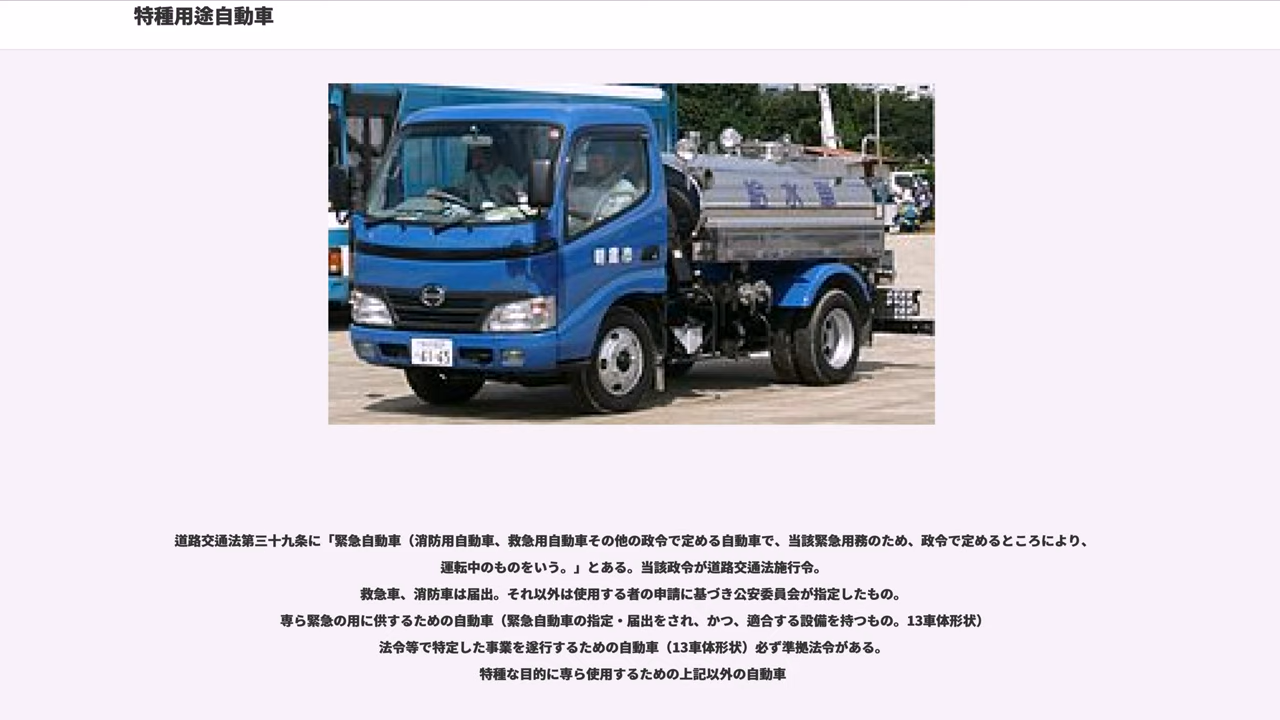 特種用途自動車
給水車
61-65
道路交通法第三十九条に「緊急自動車（消防用自動車、救急用自動車その他の政令で定める自動車で、当該緊急用務のため、政令で定めるところにより、
運転中のものをいう。」とある。当該政令が道路交通法施行令。
救急車、消防車は届出。それ以外は使用する者の申請に基づき公安委員会が指定したもの。
専ら緊急の用に供するための自動車（緊急自動車の指定・届出をされ、かつ、適合する設備を持つもの。13車体形状）
法令等で特定した事業を遂行するための自動車（13車体形状）必ず準拠法令がある。
特種な目的に専ら使用するための上記以外の自動車